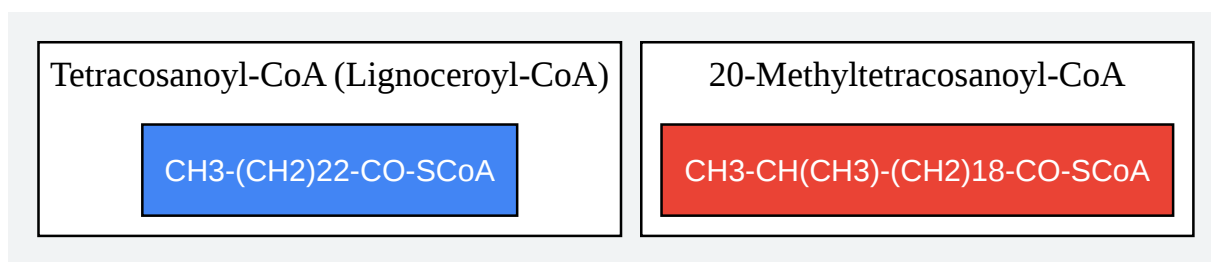 Tetracosanoyl-CoA (Lignoceroyl-CoA)
CH3-(CH2)22-CO-SCoA
20-Methyltetracosanoyl-CoA
CH3-CH(CH3)-(CH2)18-CO-SCoA